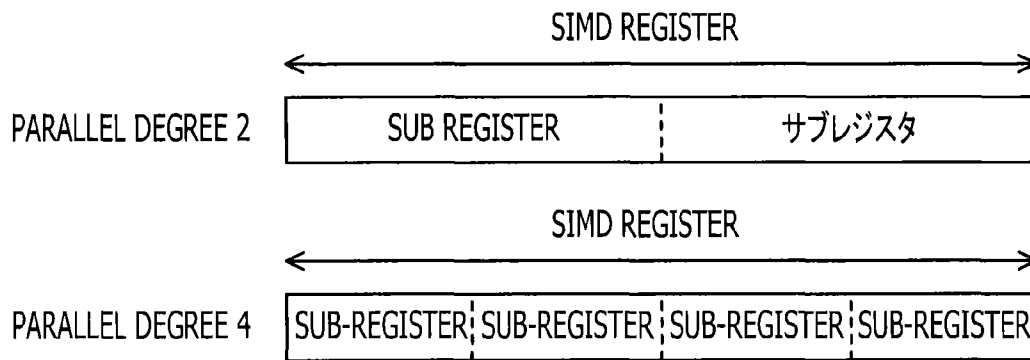 SIMD REGISTER
PARALLEL DEGREE 2 SUB REGISTER サブレジスタ
SIMD REGISTER
PARALLEL DEGREE 4 SUB-REGISTER SUB-REGISTER SUB-REGISTER SUB-REGISTER